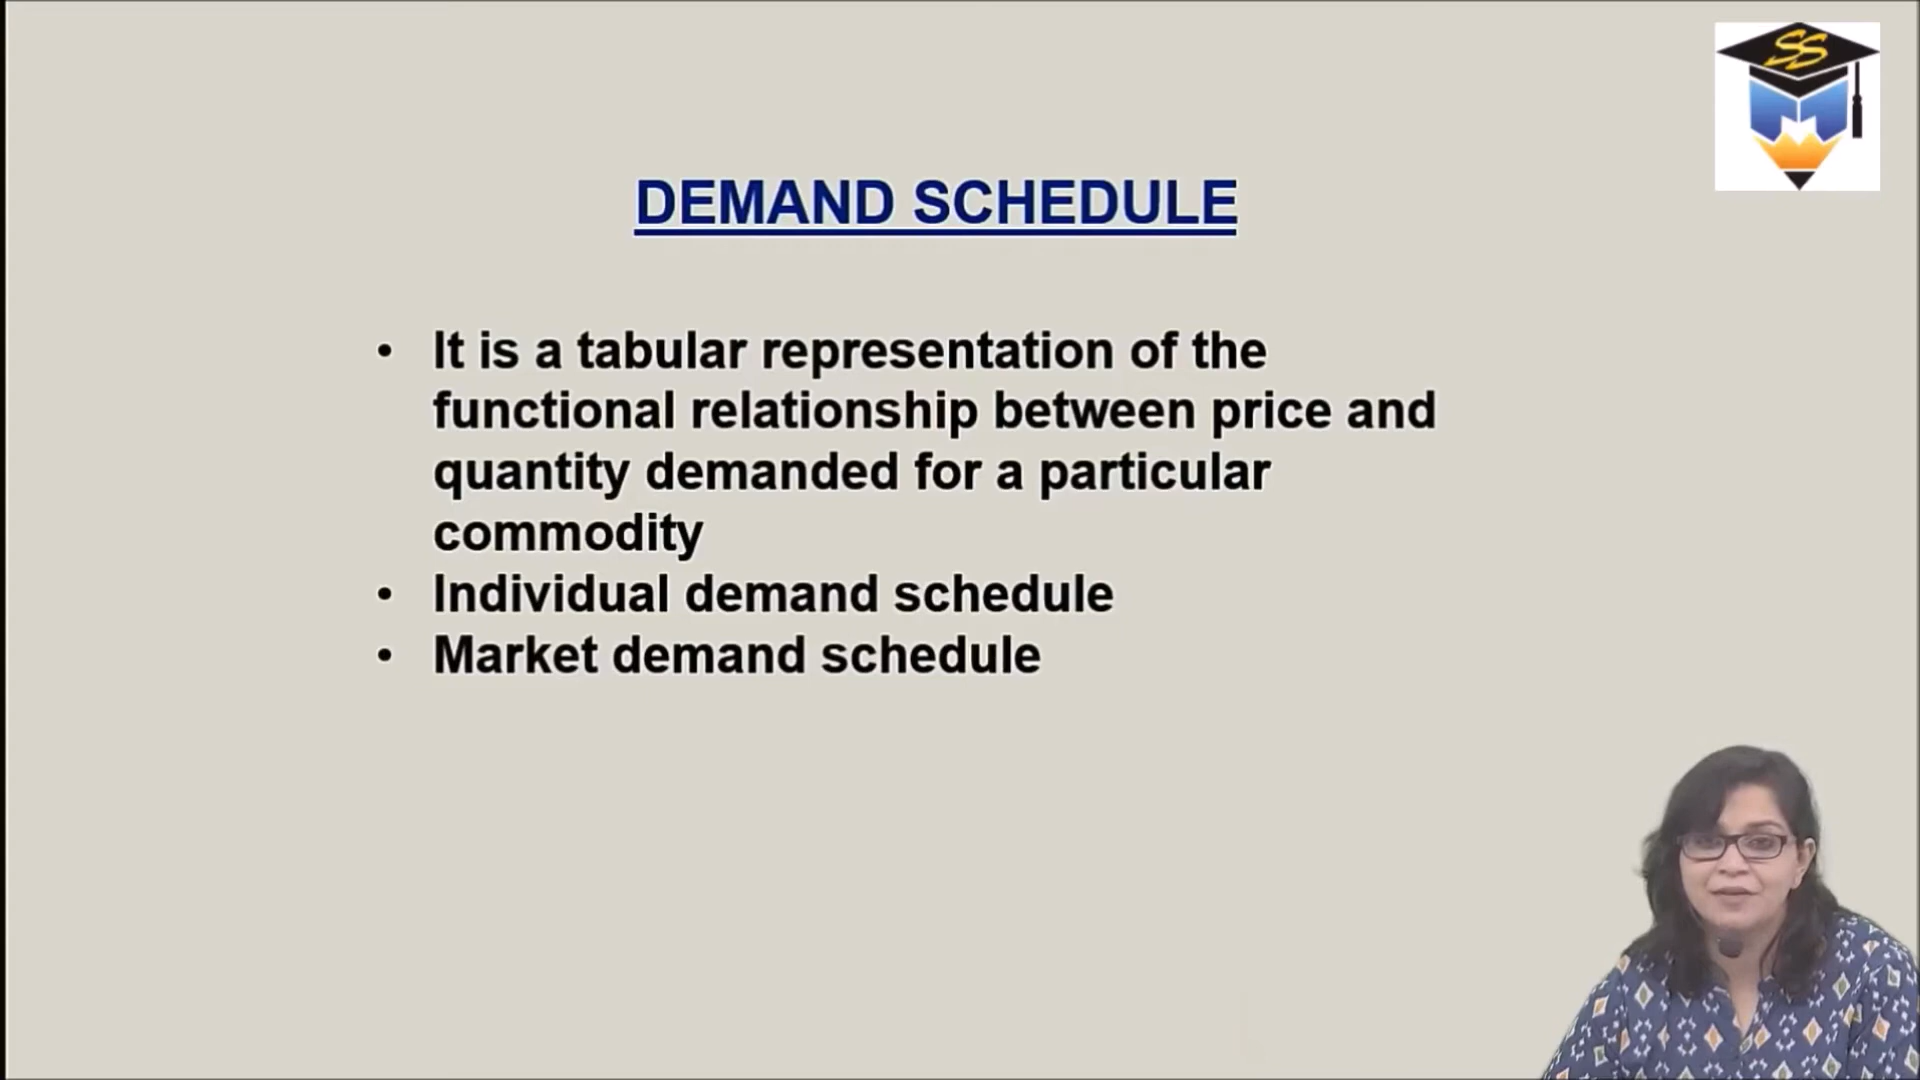 SS
DEMAND SCHEDULE
• It is a tabular representation of the
functional relationship between price and
quantity demanded for a particular
commodity
• Individual demand schedule
• Market demand schedule